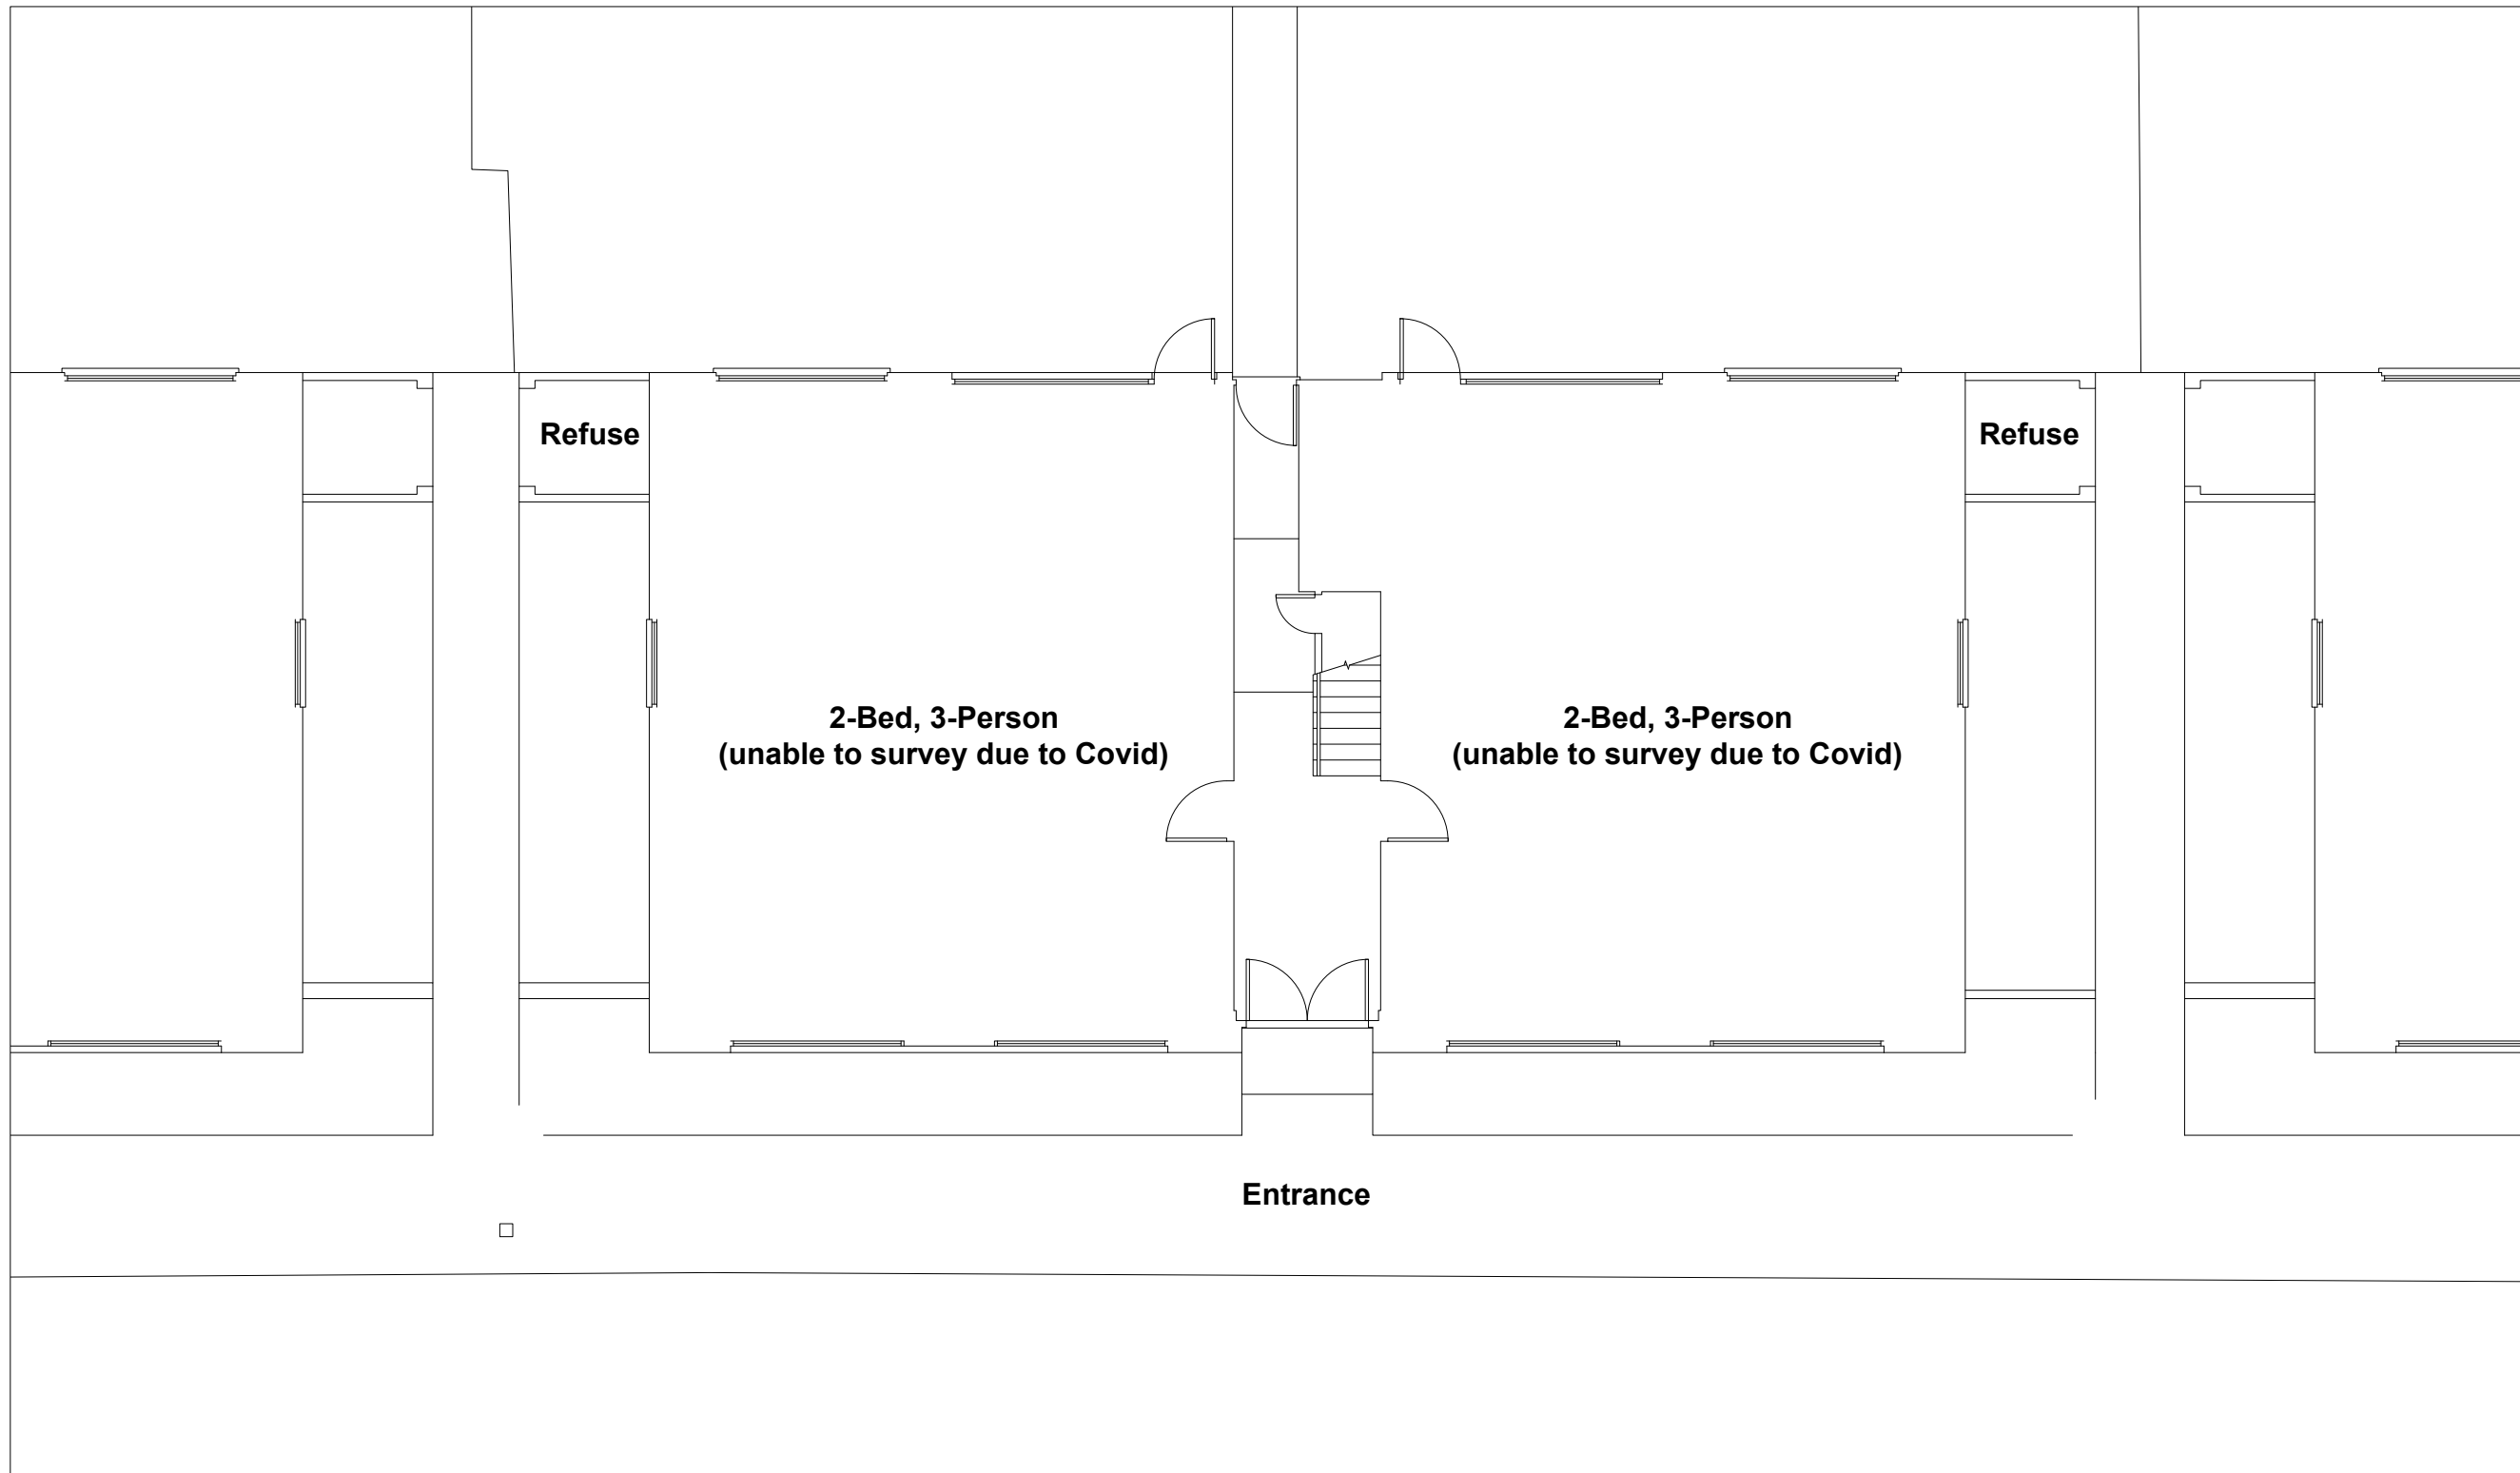 Refuse
Refuse
2-Bed, 3-Person
(unable to survey due to Covid)
2-Bed, 3-Person
(unable to survey due to Covid)
Entrance